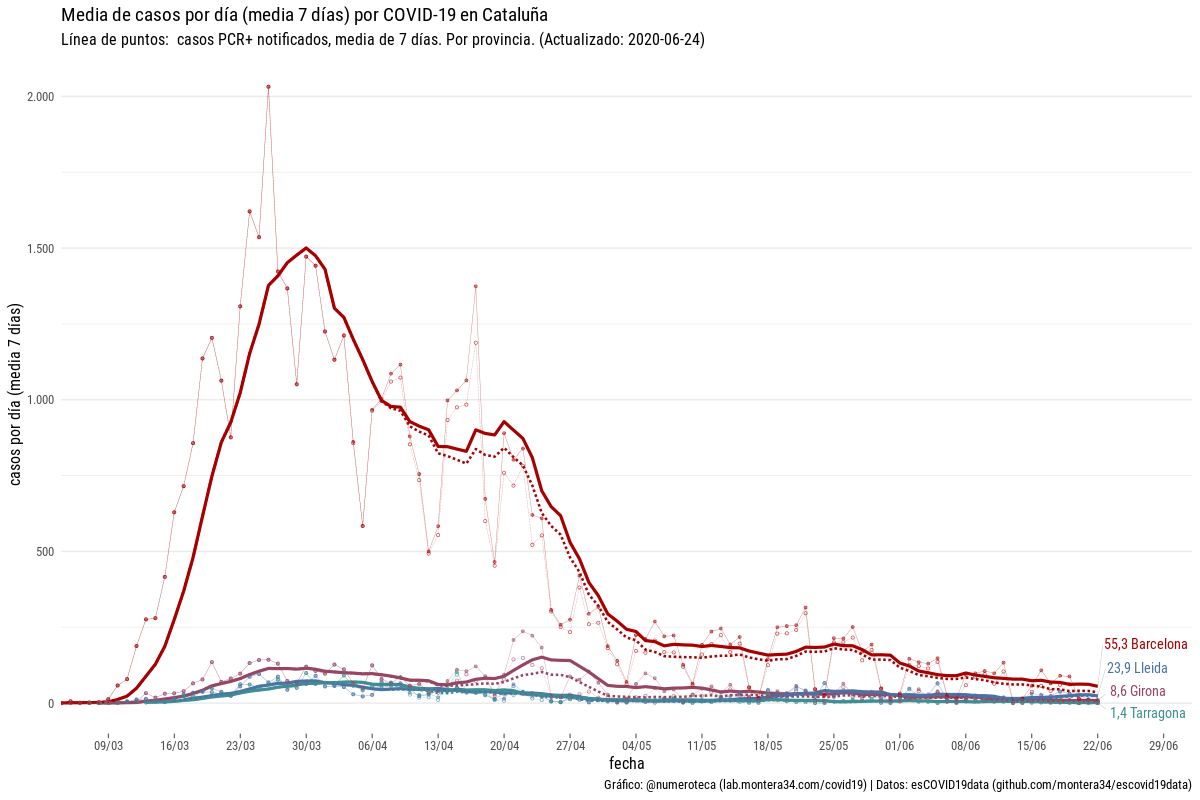 Media de casos por día (media 7 días) por COVID-19 en Cataluña
Línea de puntos:  casos PCR+ notificados, media de 7 días. Por provincia. (Actualizado: 2020-06-24)
casos por día (media 7 días)
2.000
1.500
1.000
500
0
55,3 Barcelona
23,9 Lleida
8,6 Girona
1,4 Tarragona
09/03 16/03 23/03 30/03 06/04 13/04 20/04 27/04 04/05 11/05 18/05 25/05 01/06 08/06 15/06 22/06 29/06
fecha
Gráfico: @numeroteca (lab.montera34.com/covid19) | Datos: esCOVID19data (github.com/montera34/escovid19data)